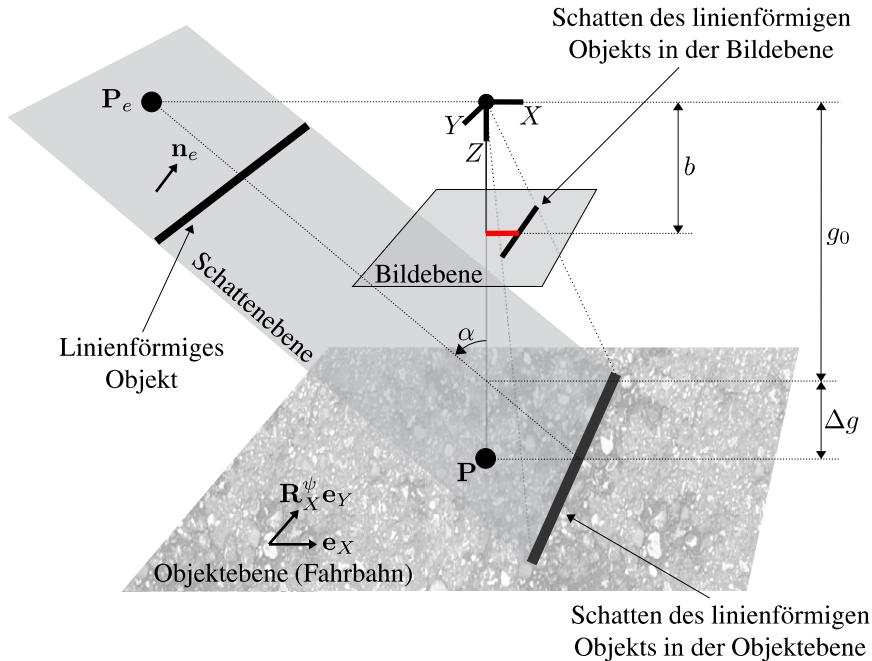 Schatten des linienförmigen
Objekts in der Bildebene
P_e
Y
X
Z
n_e
b
g_0
Bildebene
Schattenebene
α
Linienförmiges
Objekt
Δg
P
R_X^ψ e_Y
e_X
Objektebene (Fahrbahn)
Schatten des linienförmigen
Objekts in der Objektebene